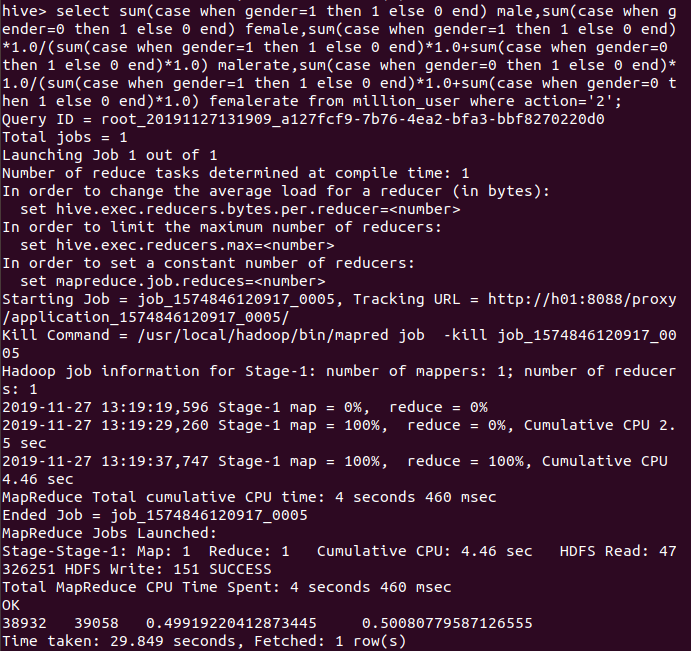 hive> select sum(case when gender=1 then 1 else 0 end) male,sum(case when g
ender=0 then 1 else 0 end) female,sum(case when gender=1 then 1 else 0 end)
*1.0/(sum(case when gender=1 then 1 else 0 end)*1.0+sum(case when gender=0
then 1 else 0 end)*1.0) malerate,sum(case when gender=0 then 1 else 0 end)*
1.0/(sum(case when gender=1 then 1 else 0 end)*1.0+sum(case when gender=0 t
hen 1 else 0 end)*1.0) femalerate from million_user where action='2';
Query ID = root_20191127131909_a127fcf9-7b76-4ea2-bfa3-bbf8270220d0
Total jobs = 1
Launching Job 1 out of 1
Number of reduce tasks determined at compile time: 1
In order to change the average load for a reducer (in bytes):
  set hive.exec.reducers.bytes.per.reducer=<number>
In order to limit the maximum number of reducers:
  set hive.exec.reducers.max=<number>
In order to set a constant number of reducers:
  set mapreduce.job.reduces=<number>
Starting Job = job_1574846120917_0005, Tracking URL = http://h01:8088/proxy
/application_1574846120917_0005/
Kill Command = /usr/local/hadoop/bin/mapred job  -kill job_1574846120917_00
05
Hadoop job information for Stage-1: number of mappers: 1; number of reducer
s: 1
2019-11-27 13:19:19,596 Stage-1 map = 0%,  reduce = 0%
2019-11-27 13:19:29,260 Stage-1 map = 100%,  reduce = 0%, Cumulative CPU 2.
5 sec
2019-11-27 13:19:37,747 Stage-1 map = 100%,  reduce = 100%, Cumulative CPU
4.46 sec
MapReduce Total cumulative CPU time: 4 seconds 460 msec
Ended Job = job_1574846120917_0005
MapReduce Jobs Launched:
Stage-Stage-1: Map: 1  Reduce: 1   Cumulative CPU: 4.46 sec   HDFS Read: 47
326251 HDFS Write: 151 SUCCESS
Total MapReduce CPU Time Spent: 4 seconds 460 msec
OK
38932   39058   0.49919220412873445     0.50080779587126555
Time taken: 29.849 seconds, Fetched: 1 row(s)